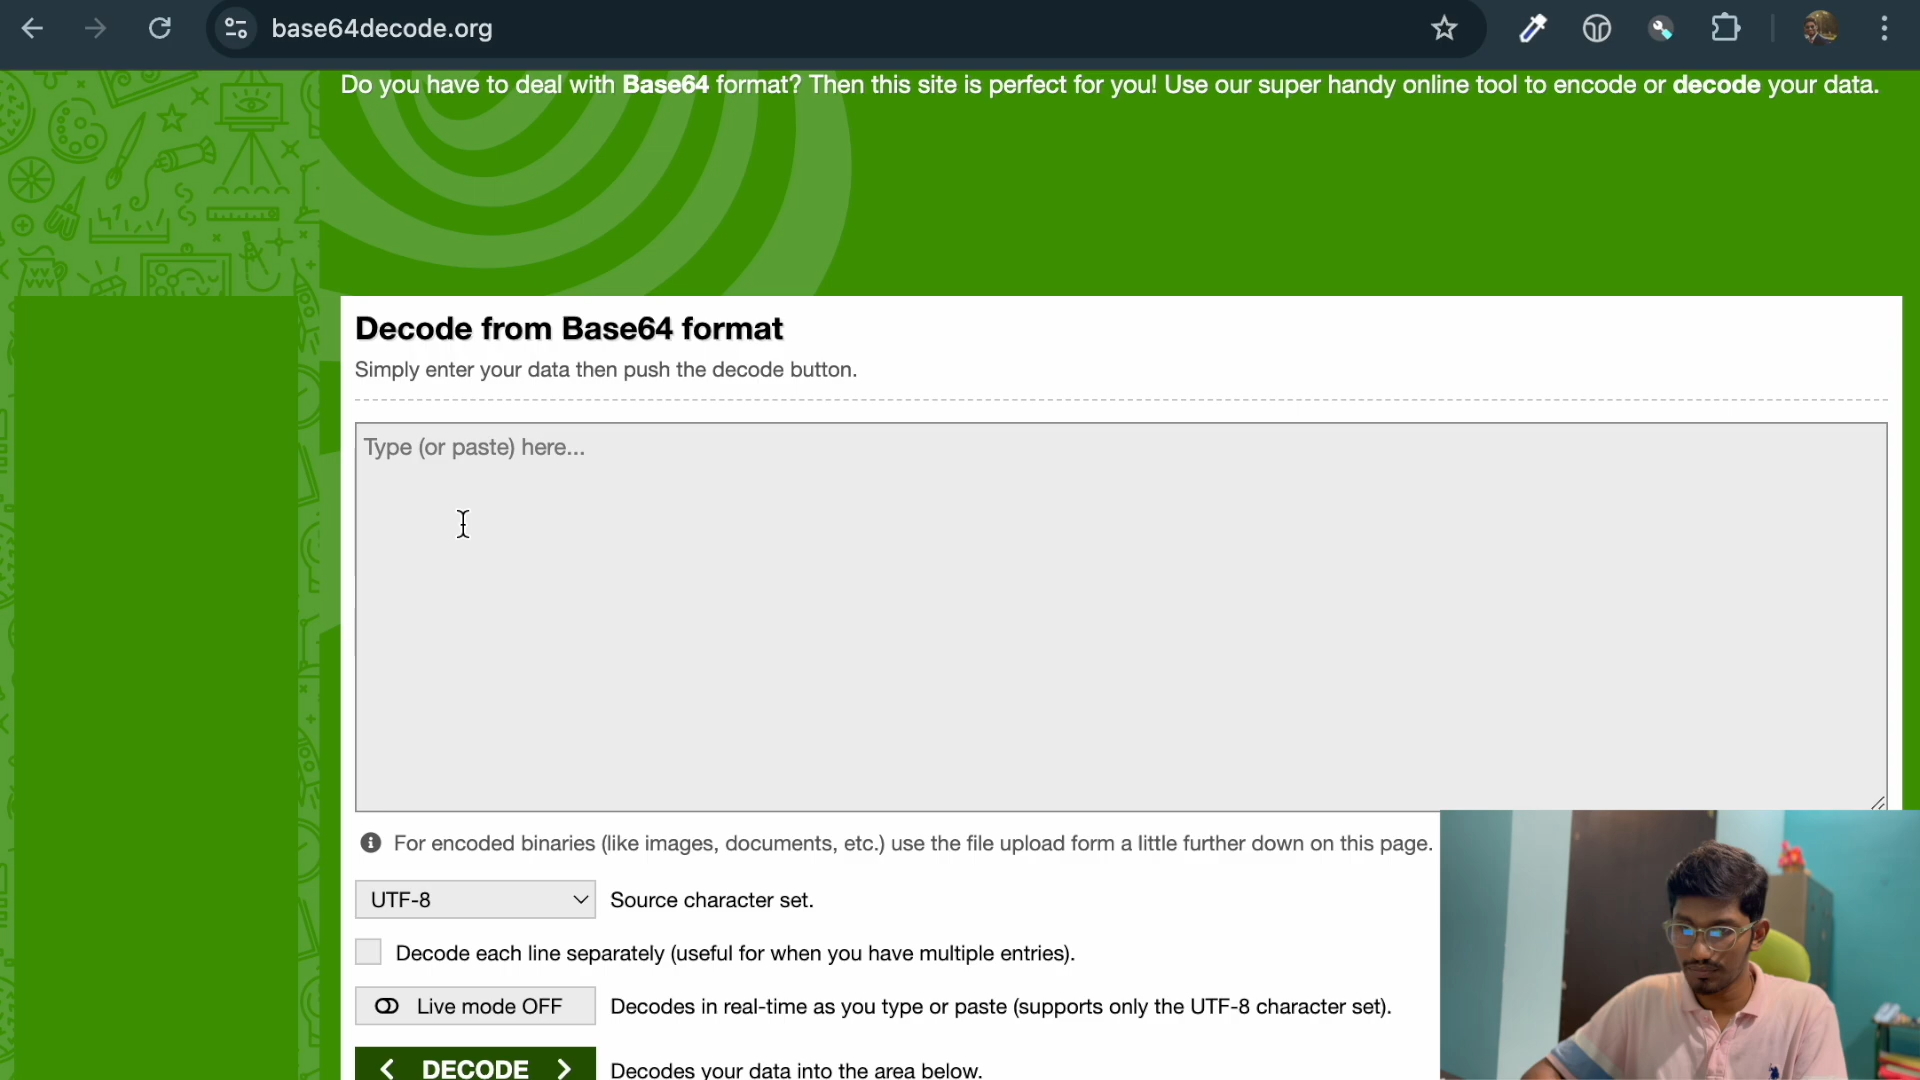 base64decode.org
Do you have to deal with Base64 format? Then this site is perfect for you! Use our super handy online tool to encode or decode your data.
Decode from Base64 format
Simply enter your data then push the decode button.
Type (or paste) here...
For encoded binaries (like images, documents, etc.) use the file upload form a little further down on this page.
UTF-8 Source character set.
Decode each line separately (useful for when you have multiple entries).
Live mode OFF Decodes in real-time as you type or paste (supports only the UTF-8 character set).
< DECODE > Decodes your data into the area below.